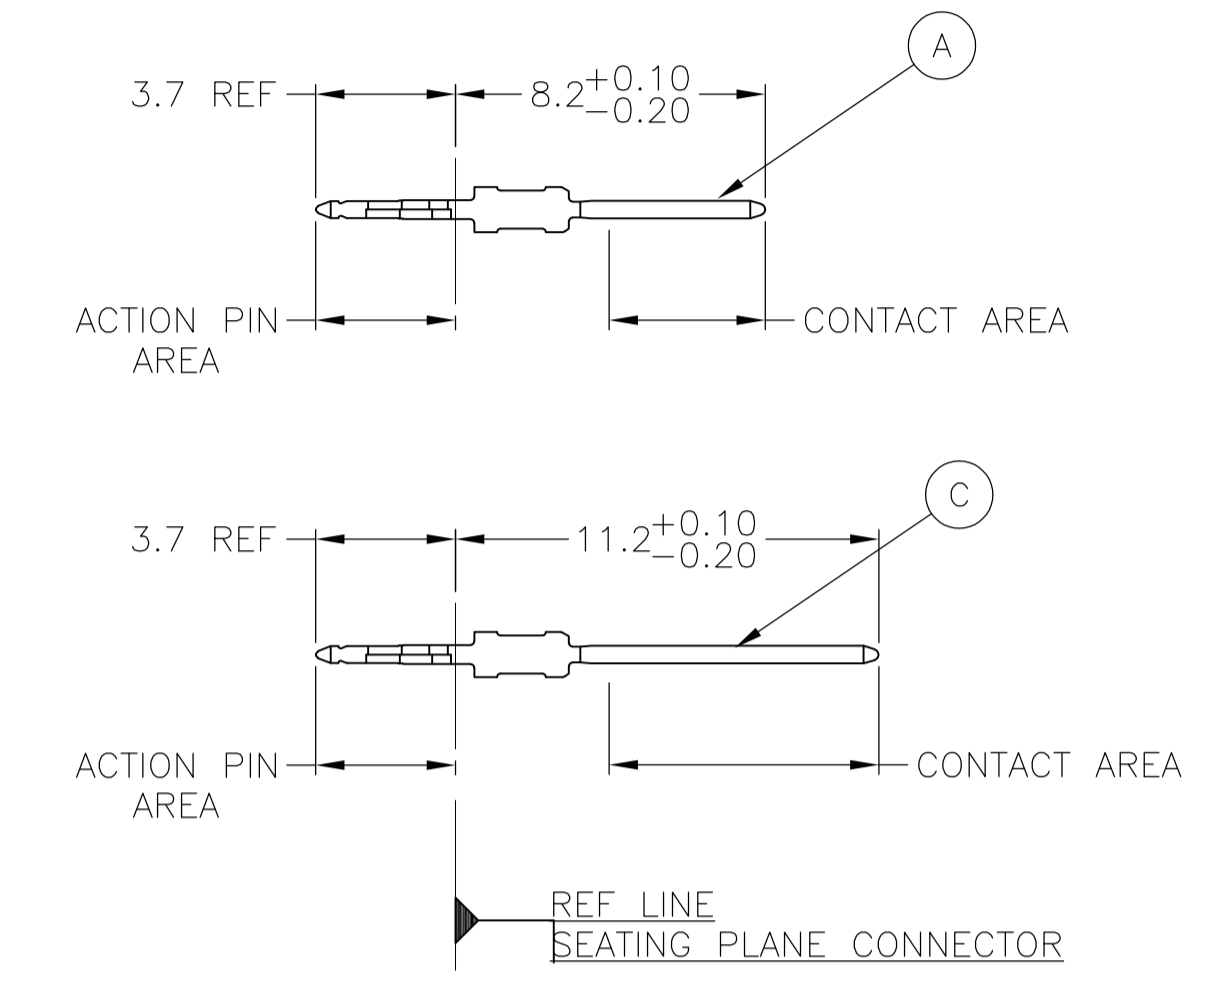 A
3.7 REF
8.2 +0.10
−0.20
ACTION PIN
AREA
CONTACT AREA
C
3.7 REF
11.2 +0.10
−0.20
ACTION PIN
AREA
CONTACT AREA
REF LINE
SEATING PLANE CONNECTOR